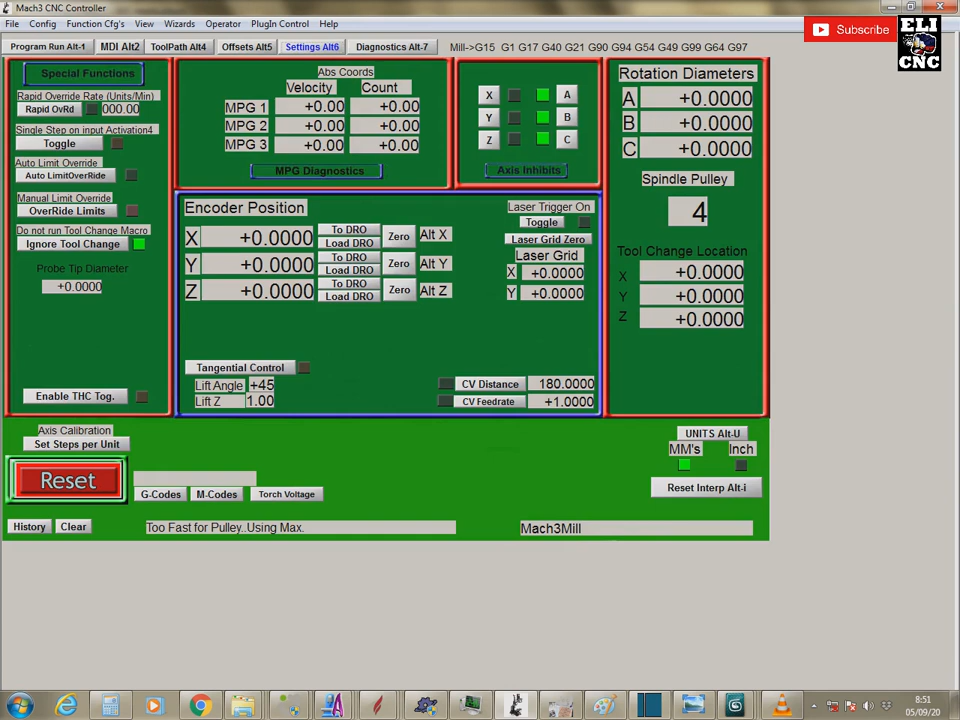 Mach3 CNC Controller
File Config Function Cfg's View Wizards Operator PlugIn Control Help
Program Run Alt-1 MDI Alt2 ToolPath Alt4 Offsets Alt5 Settings Alt6 Diagnostics Alt-7 Mill->G15 G1 G17 G40 G21 G90 G94 G54 G49 G99 G64 G97
Subscribe
ELI
CNC
Special Functions
Rapid Override Rate (Units/Min)
Rapid OvRd 000.00
Single Step on input Activation4
Toggle
Auto Limit Override
Auto LimitOverRide
Manual Limit Override
OverRide Limits
Do not run Tool Change Macro
Ignore Tool Change
Probe Tip Diameter
+0.0000
Enable THC Tog.
Abs Coords
Velocity Count
MPG 1 +0.00 +0.00
MPG 2 +0.00 +0.00
MPG 3 +0.00 +0.00
MPG Diagnostics
X A
Y B
Z C
Axis Inhibits
Encoder Position
X +0.0000 To DRO Load DRO Zero Alt X
Y +0.0000 To DRO Load DRO Zero Alt Y
Z +0.0000 To DRO Load DRO Zero Alt Z
Laser Trigger On
Toggle
Laser Grid Zero
Laser Grid
X +0.0000
Y +0.0000
Tangential Control
Lift Angle +45
Lift Z 1.00
CV Distance 180.0000
CV Feedrate +1.0000
Rotation Diameters
A +0.0000
B +0.0000
C +0.0000
Spindle Pulley
4
Tool Change Location
X +0.0000
Y +0.0000
Z +0.0000
Axis Calibration
Set Steps per Unit
Reset
G-Codes M-Codes Torch Voltage
UNITS Alt-U
MM's Inch
Reset Interp Alt-i
History Clear Too Fast for Pulley..Using Max. Mach3Mill
8:51
05/09/20